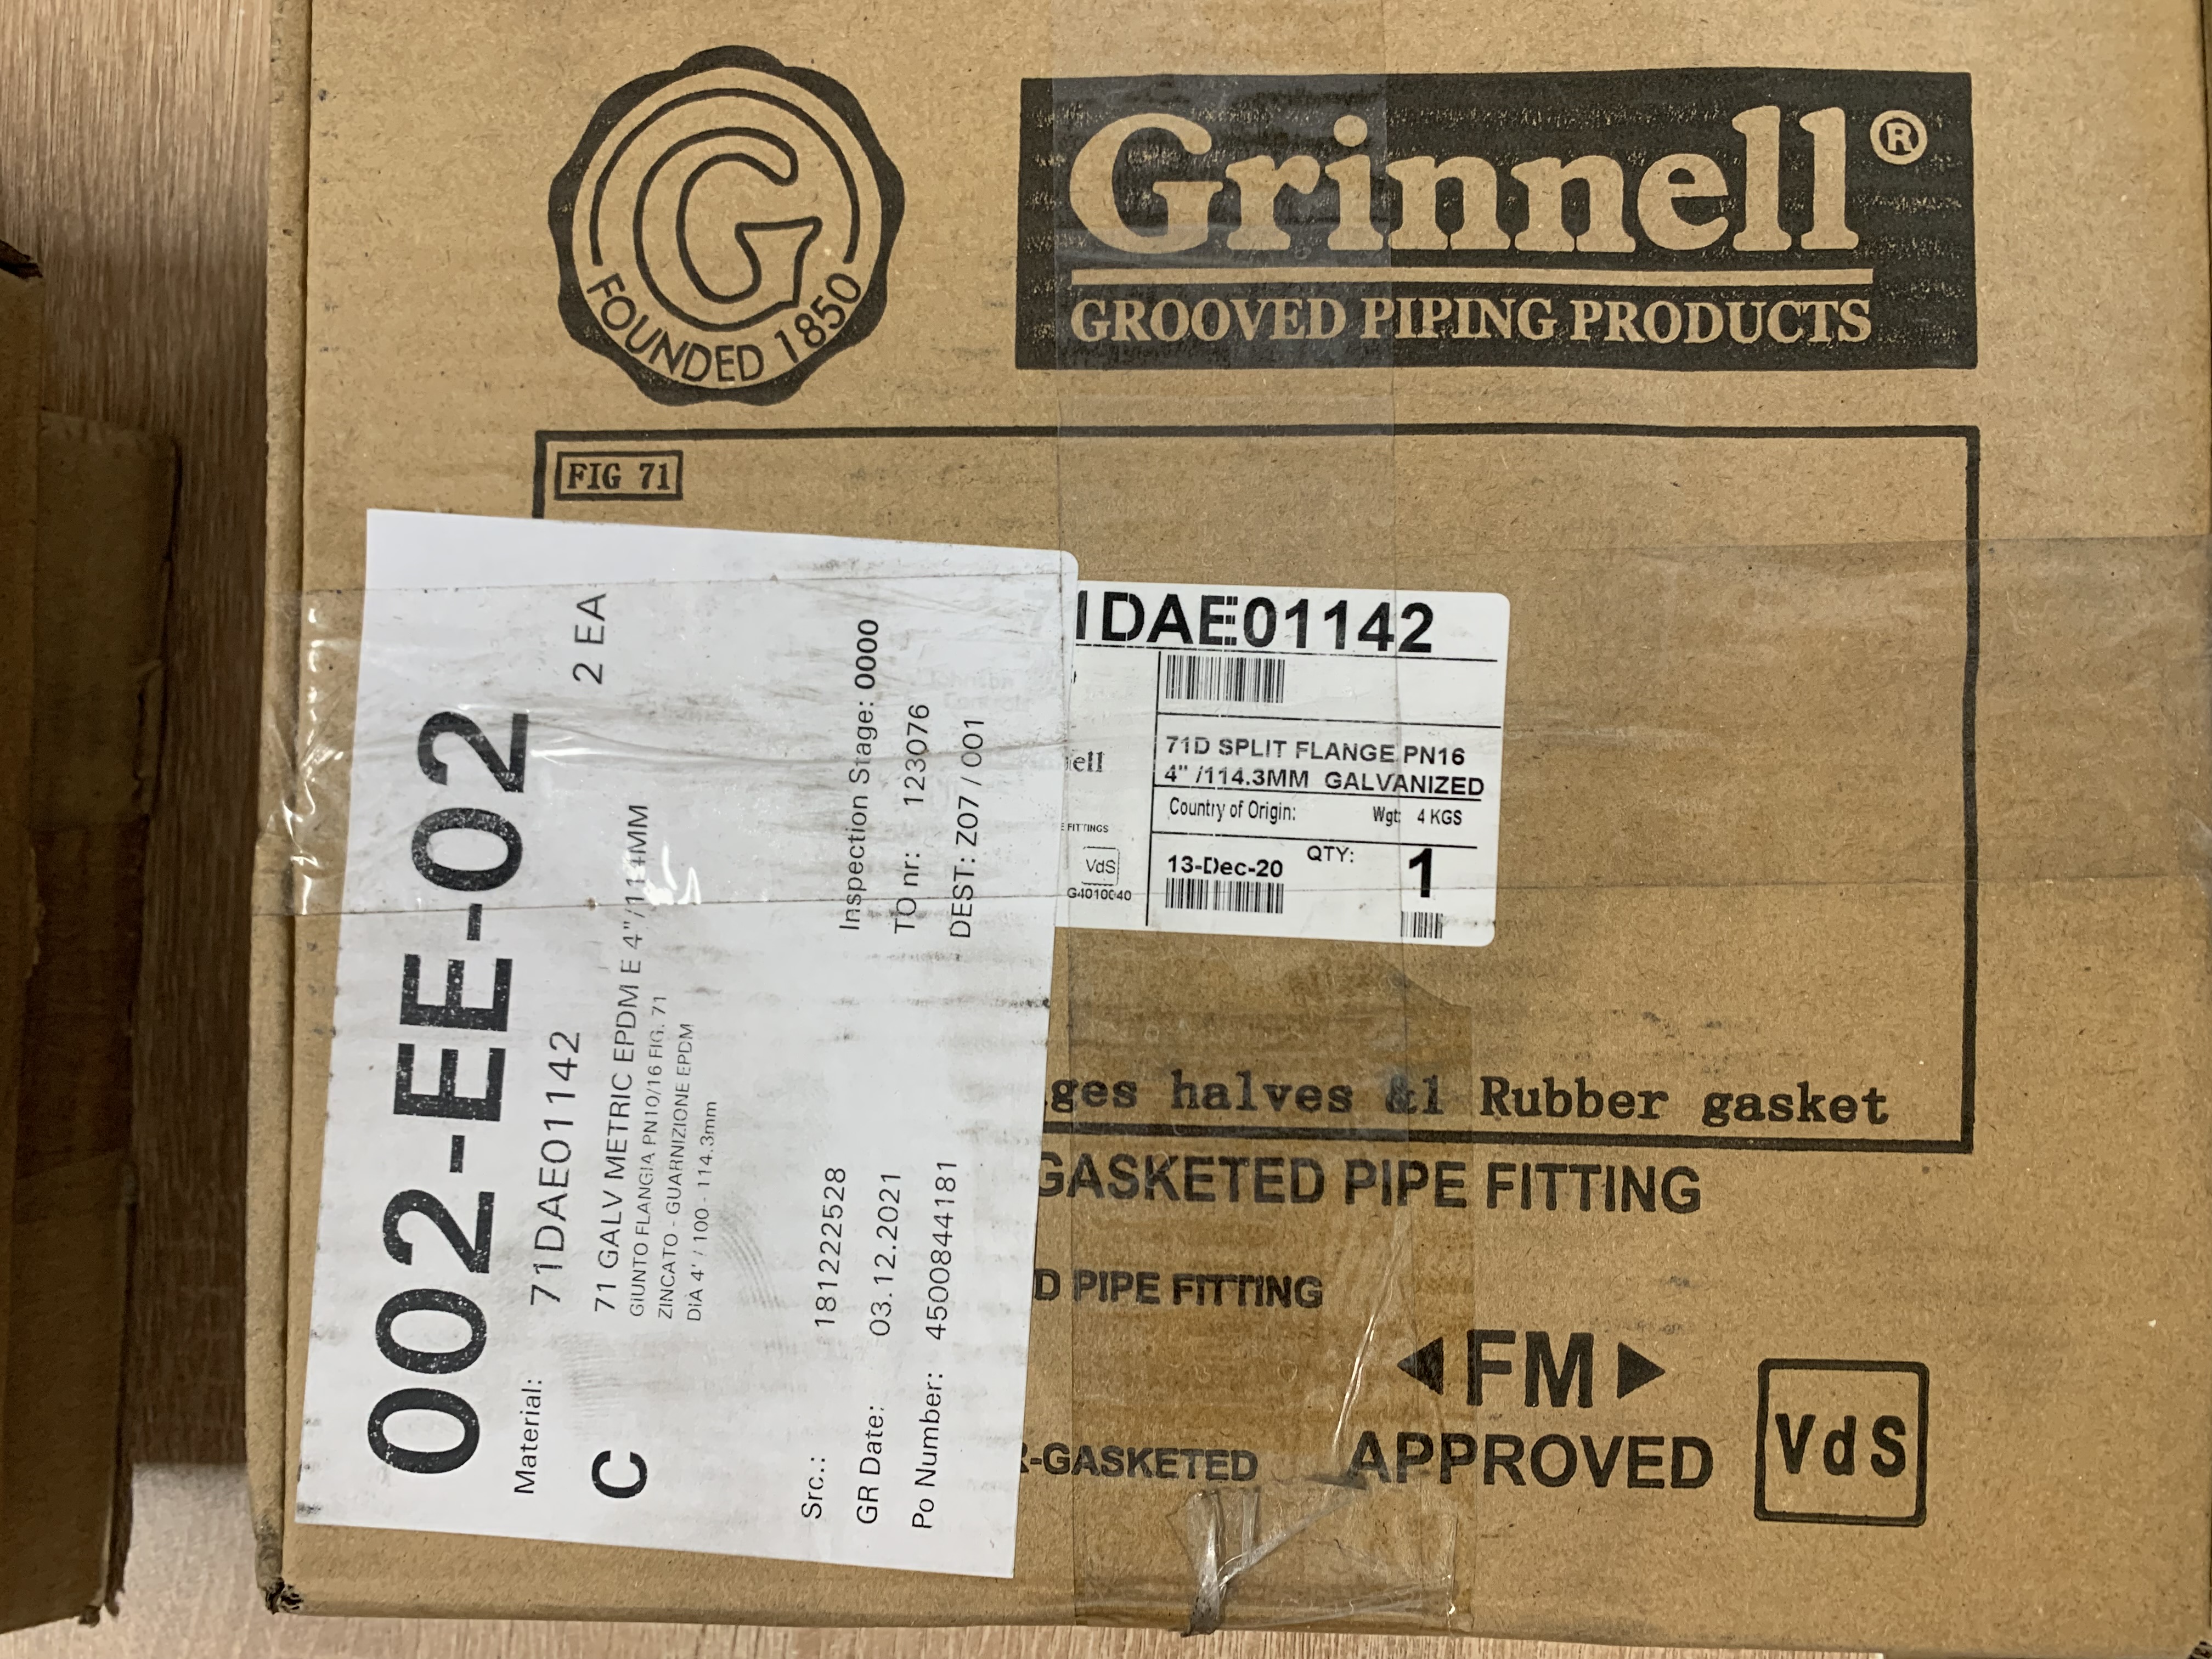 G
FOUNDED 1850
Grinnell®
GROOVED PIPING PRODUCTS
FIG 71
1DAE01142
ell
71D SPLIT FLANGE PN16
4" /114.3MM GALVANIZED
Country of Origin: Wgt: 4 KGS
E FITTINGS
VdS
G4010040
13-Dec-20 QTY: 1
ges halves &1 Rubber gasket
GASKETED PIPE FITTING
D PIPE FITTING
R-GASKETED
FM
APPROVED
VdS
002-EE-02
Material: 71DAE01142 2 EA
C 71 GALV METRIC EPDM E 4"/114MM
GIUNTO FLANGIA PN10/16 FIG. 71
ZINCATO - GUARNIZIONE EPDM
DIA 4' / 100 - 114.3mm
Src.: 181222528 Inspection Stage: 0000
GR Date: 03.12.2021 TO nr: 123076
Po Number: 4500844181 DEST: Z07 / 001